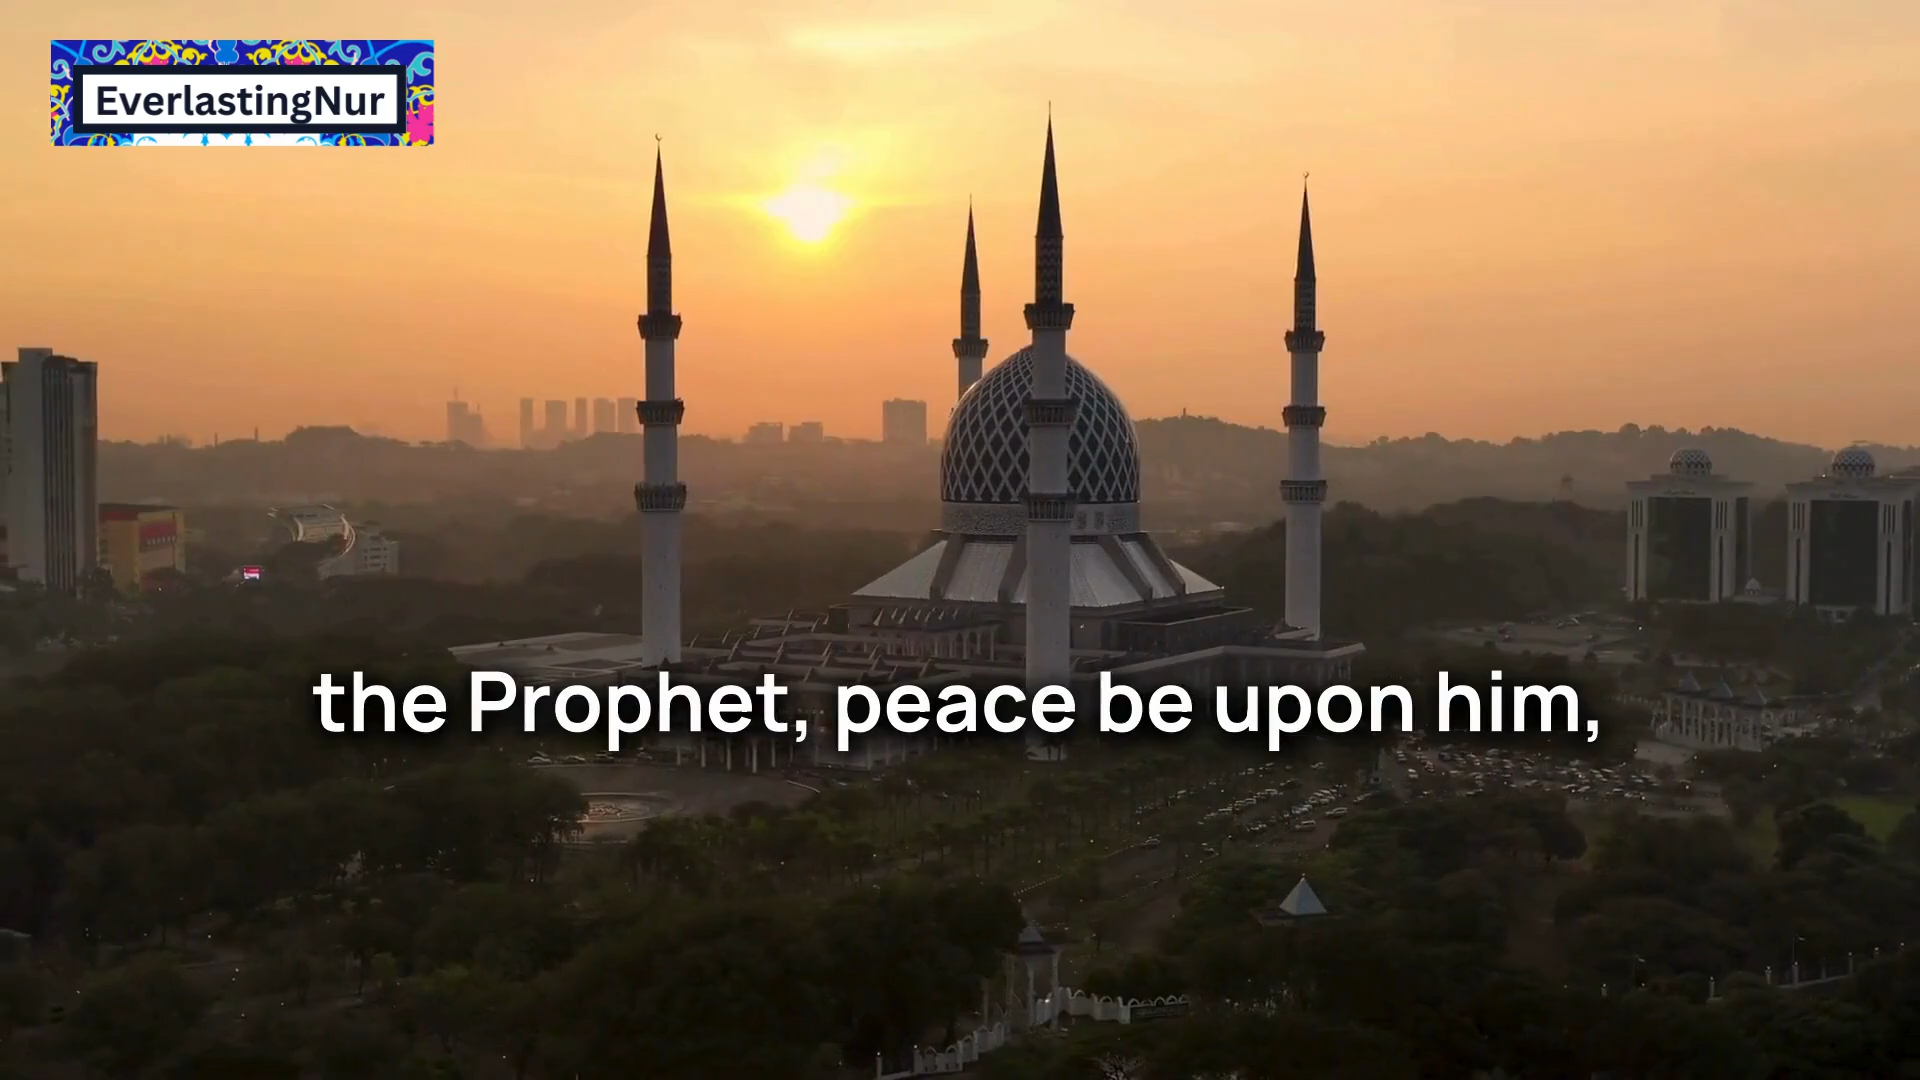 EverlastingNur
the Prophet, peace be upon him,